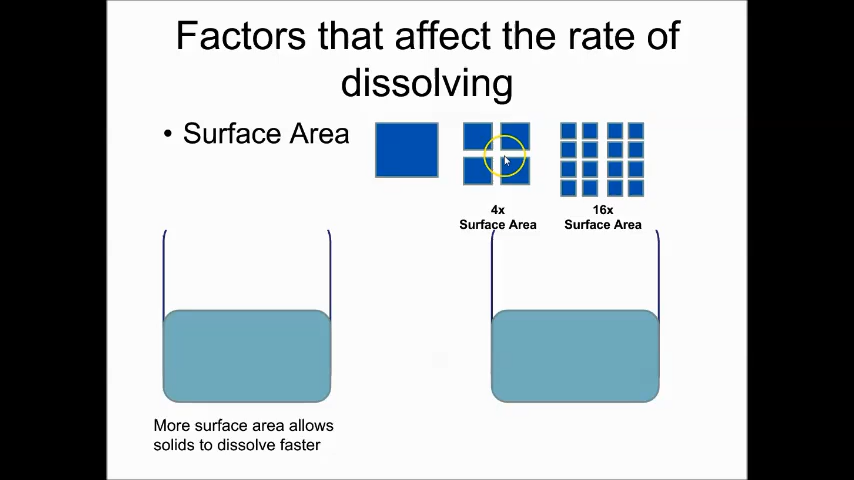 Factors that affect the rate of
dissolving
• Surface Area
4x
Surface Area
16x
Surface Area
More surface area allows
solids to dissolve faster